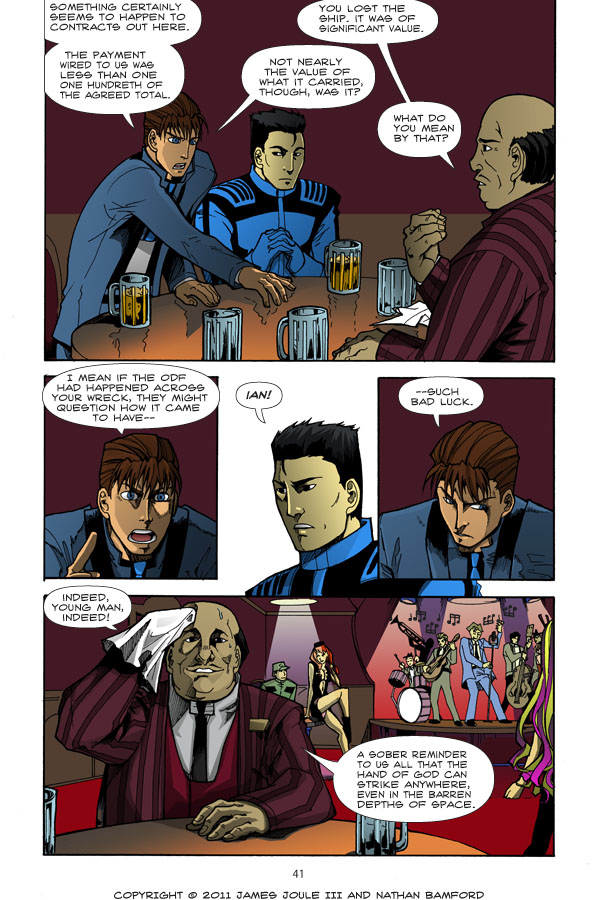 SOMETHING CERTAINLY
SEEMS TO HAPPEN TO
CONTRACTS OUT HERE.
THE PAYMENT
WIRED TO US WAS
LESS THAN ONE
ONE HUNDRETH OF
THE AGREED TOTAL.
YOU LOST THE
SHIP. IT WAS OF
SIGNIFICANT VALUE.
NOT NEARLY
THE VALUE OF
WHAT IT CARRIED,
THOUGH, WAS IT?
WHAT DO
YOU MEAN
BY THAT?
I MEAN IF THE ODF
HAD HAPPENED ACROSS
YOUR WRECK, THEY MIGHT
QUESTION HOW IT CAME
TO HAVE--
IAN!
--SUCH
BAD LUCK.
INDEED,
YOUNG MAN,
INDEED!
A SOBER REMINDER
TO US ALL THAT THE
HAND OF GOD CAN
STRIKE ANYWHERE,
EVEN IN THE BARREN
DEPTHS OF SPACE.
41
COPYRIGHT © 2011 JAMES JOULE III AND NATHAN BAMFORD